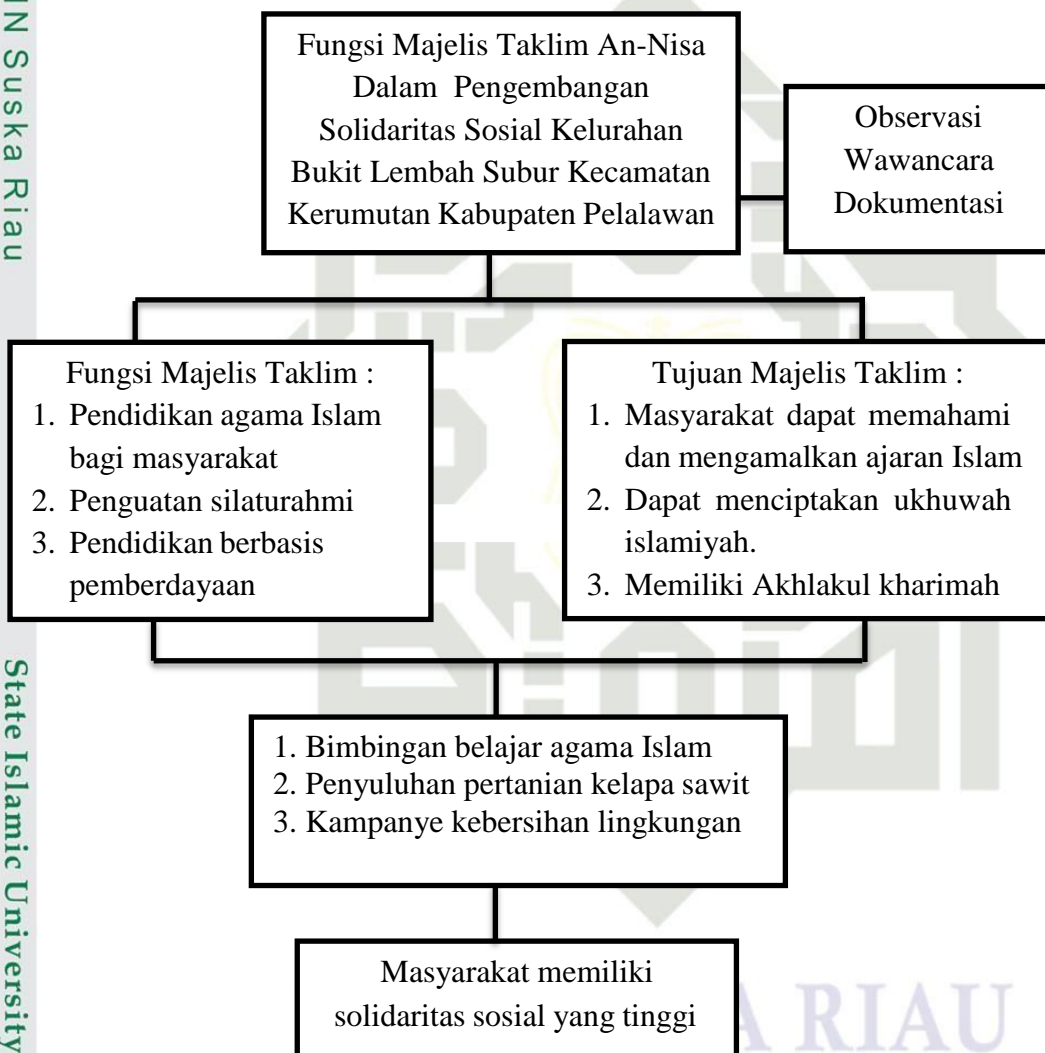 IN Suska Riau
Fungsi Majelis Taklim An-Nisa
Dalam Pengembangan
Solidaritas Sosial Kelurahan
Bukit Lembah Subur Kecamatan
Kerumutan Kabupaten Pelalawan
Observasi
Wawancara
Dokumentasi
Fungsi Majelis Taklim :
1. Pendidikan agama Islam
bagi masyarakat
2. Penguatan silaturahmi
3. Pendidikan berbasis
pemberdayaan
Tujuan Majelis Taklim :
1. Masyarakat dapat memahami
dan mengamalkan ajaran Islam
2. Dapat menciptakan ukhuwah
islamiyah.
3. Memiliki Akhlakul kharimah
State Islamic University
1. Bimbingan belajar agama Islam
2. Penyuluhan pertanian kelapa sawit
3. Kampanye kebersihan lingkungan
Masyarakat memiliki
solidaritas sosial yang tinggi
A RIAU